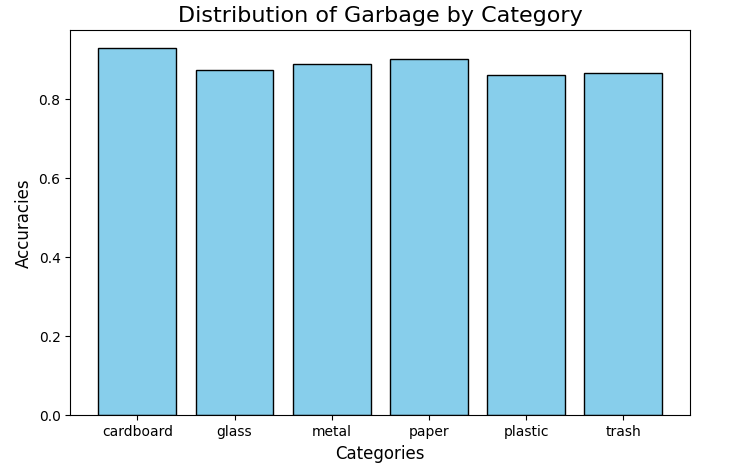 Distribution of Garbage by Category
Accuracies
0.8
0.6
0.4
0.2
0.0
cardboard glass metal paper plastic trash
Categories